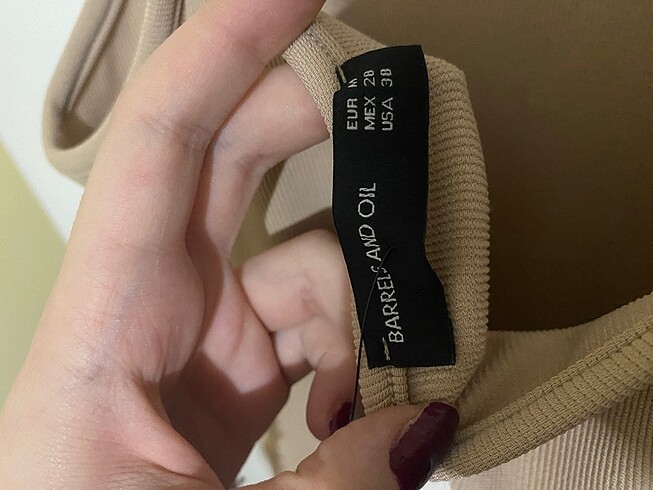 EUR M
MEX 28
USA 38
BARRELS AND OIL